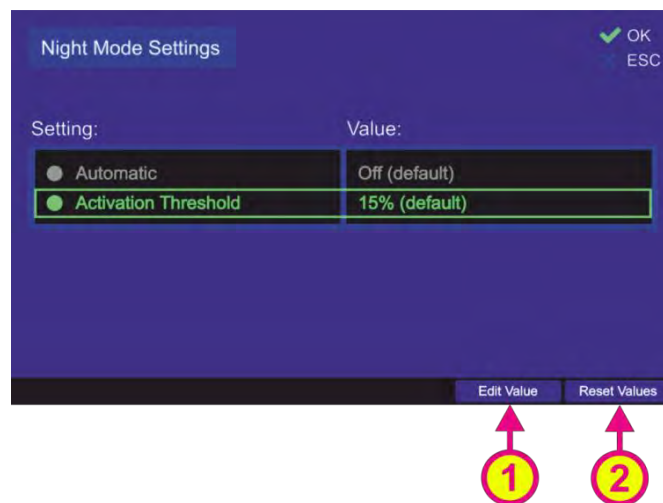 Night Mode Settings
OK
ESC
Setting:
Value:
Automatic
Off (default)
Activation Threshold
15% (default)
Edit Value
Reset Values
1
2